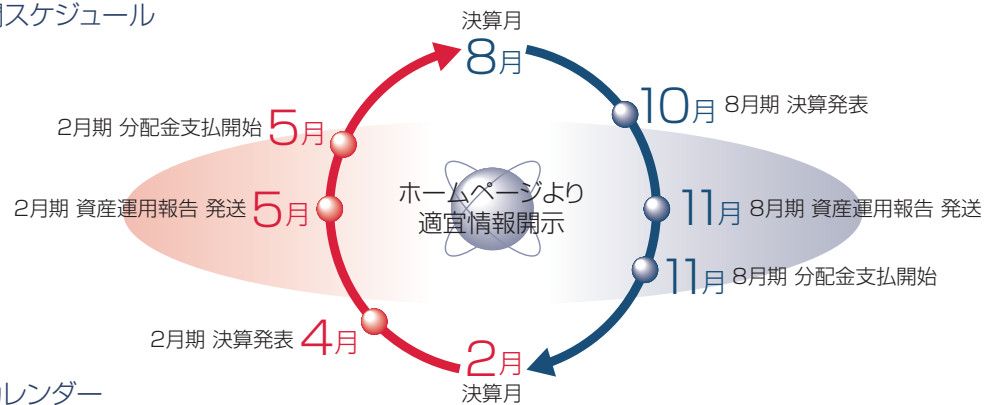 スケジュール
決算月
8月
10月 8月期 決算発表
2月期 分配金支払開始 5月
ホームページより
適宜情報開示
2月期 資産運用報告 発送 5月
11月 8月期 資産運用報告 発送
11月 8月期 分配金支払開始
2月期 決算発表 4月
2月
決算月
レンダー